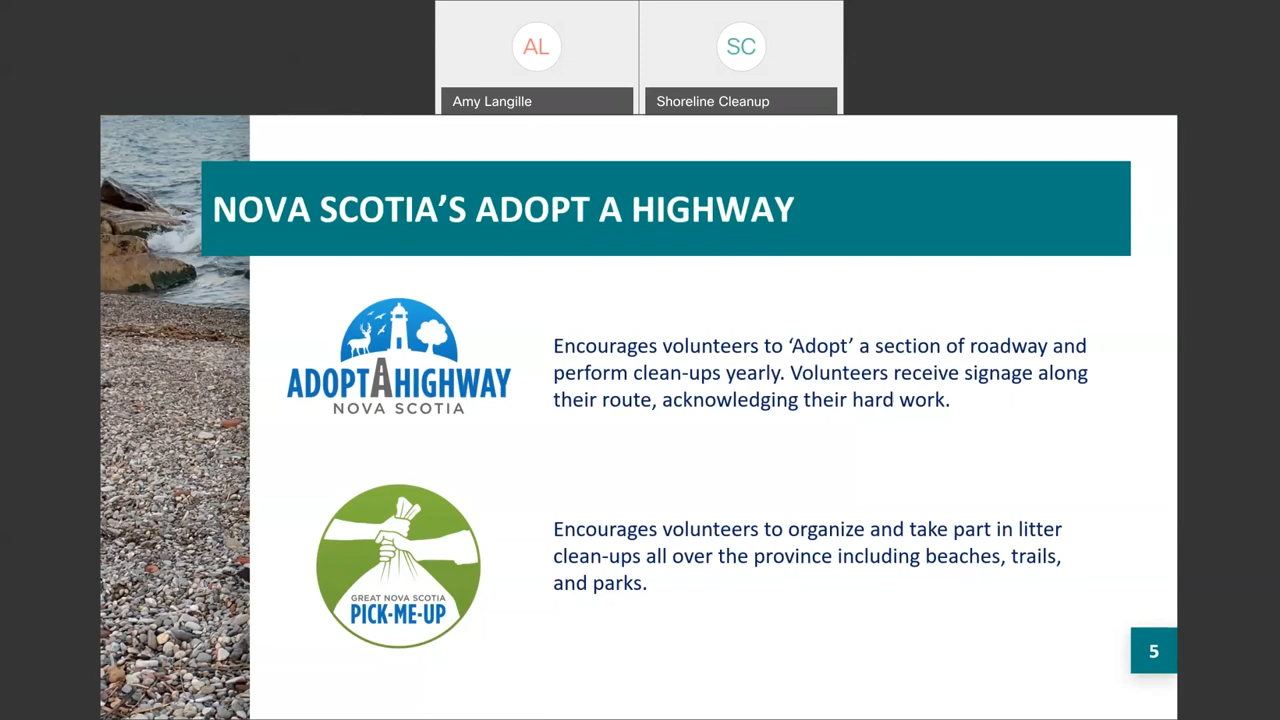 AL
SC
Amy Langille
Shoreline Cleanup
NOVA SCOTIA'S ADOPT A HIGHWAY
ADOPT A HIGHWAY
NOVA SCOTIA
Encourages volunteers to ‘Adopt’ a section of roadway and
perform clean-ups yearly. Volunteers receive signage along
their route, acknowledging their hard work.
GREAT NOVA SCOTIA
PICK-ME-UP
Encourages volunteers to organize and take part in litter
clean-ups all over the province including beaches, trails,
and parks.
5